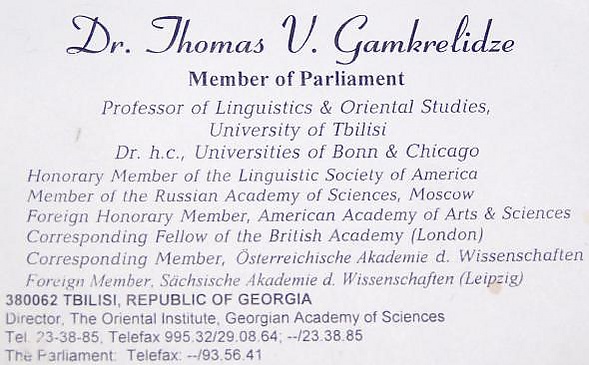 Dr. Thomas V. Gamkrelidze
Member of Parliament
Professor of Linguistics & Oriental Studies,
University of Tbilisi
Dr. h.c., Universities of Bonn & Chicago
Honorary Member of the Linguistic Society of America
Member of the Russian Academy of Sciences, Moscow
Foreign Honorary Member, American Academy of Arts & Sciences
Corresponding Fellow of the British Academy (London)
Corresponding Member, Österreichische Akademie d. Wissenschaften
Foreign Member, Sächsische Akademie d. Wissenschaften (Leipzig)
380062 TBILISI, REPUBLIC OF GEORGIA
Director, The Oriental Institute, Georgian Academy of Sciences
Tel. 23-38-85, Telefax 995.32/29.08.64; --/23.38.85
The Parliament: Telefax: --/93.56.41